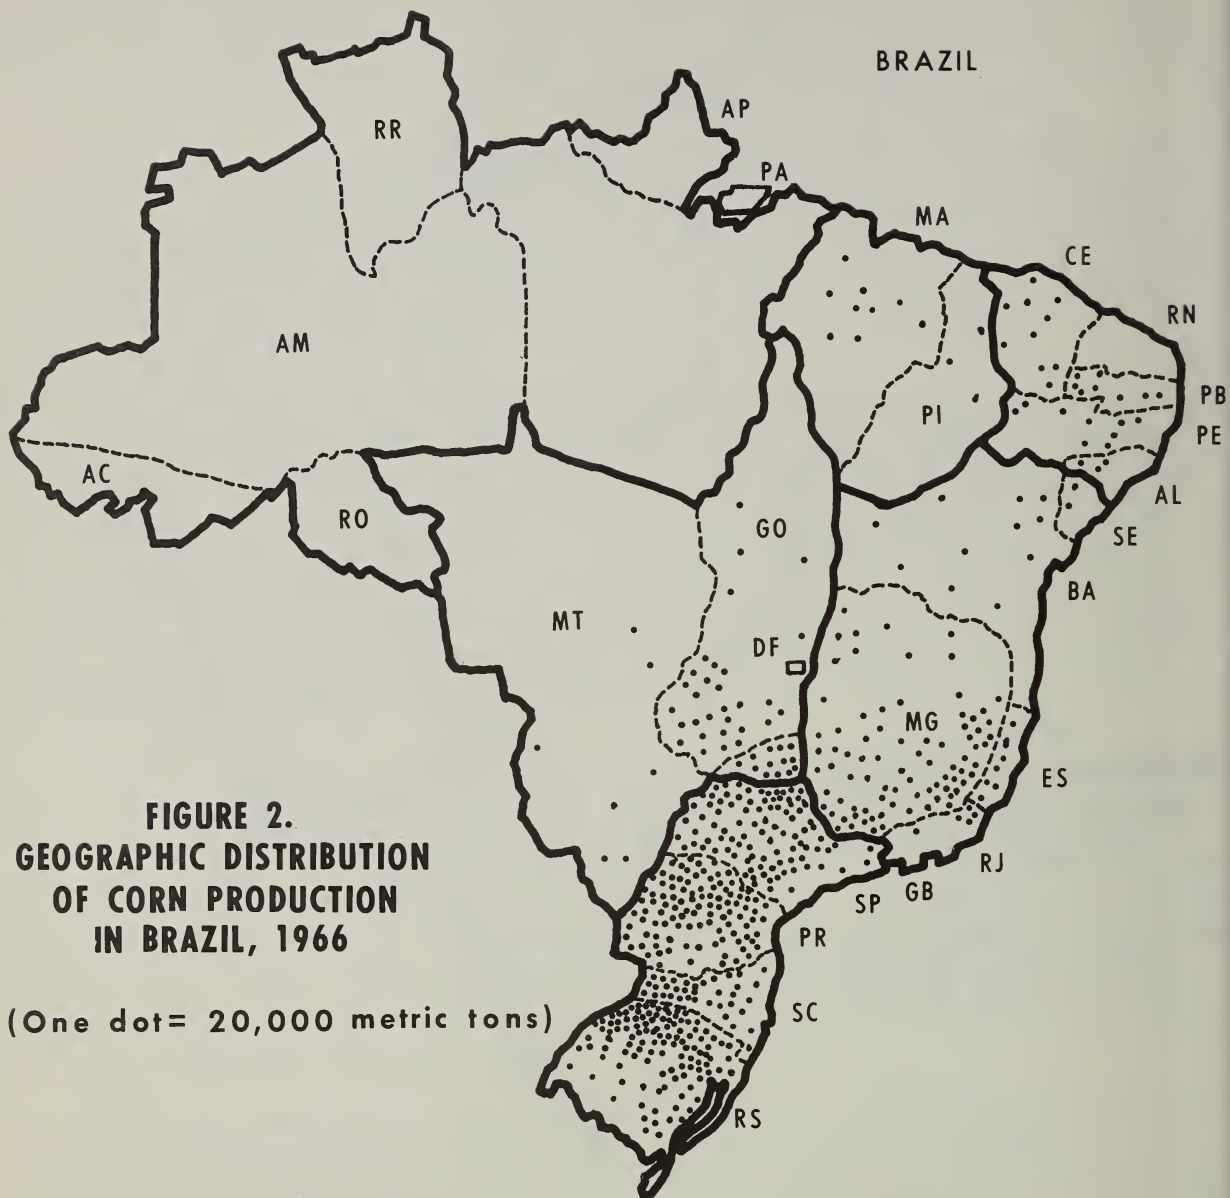 BRAZIL
AP
RR
PA
MA
CE
RN
AM
PB
PI
PE
AC
AL
RO
GO
SE
BA
MT
DF
MG
ES
FIGURE 2.
GEOGRAPHIC DISTRIBUTION
OF CORN PRODUCTION
IN BRAZIL, 1966
RJ
GB
SP
PR
(One dot= 20,000 metric tons)
SC
RS